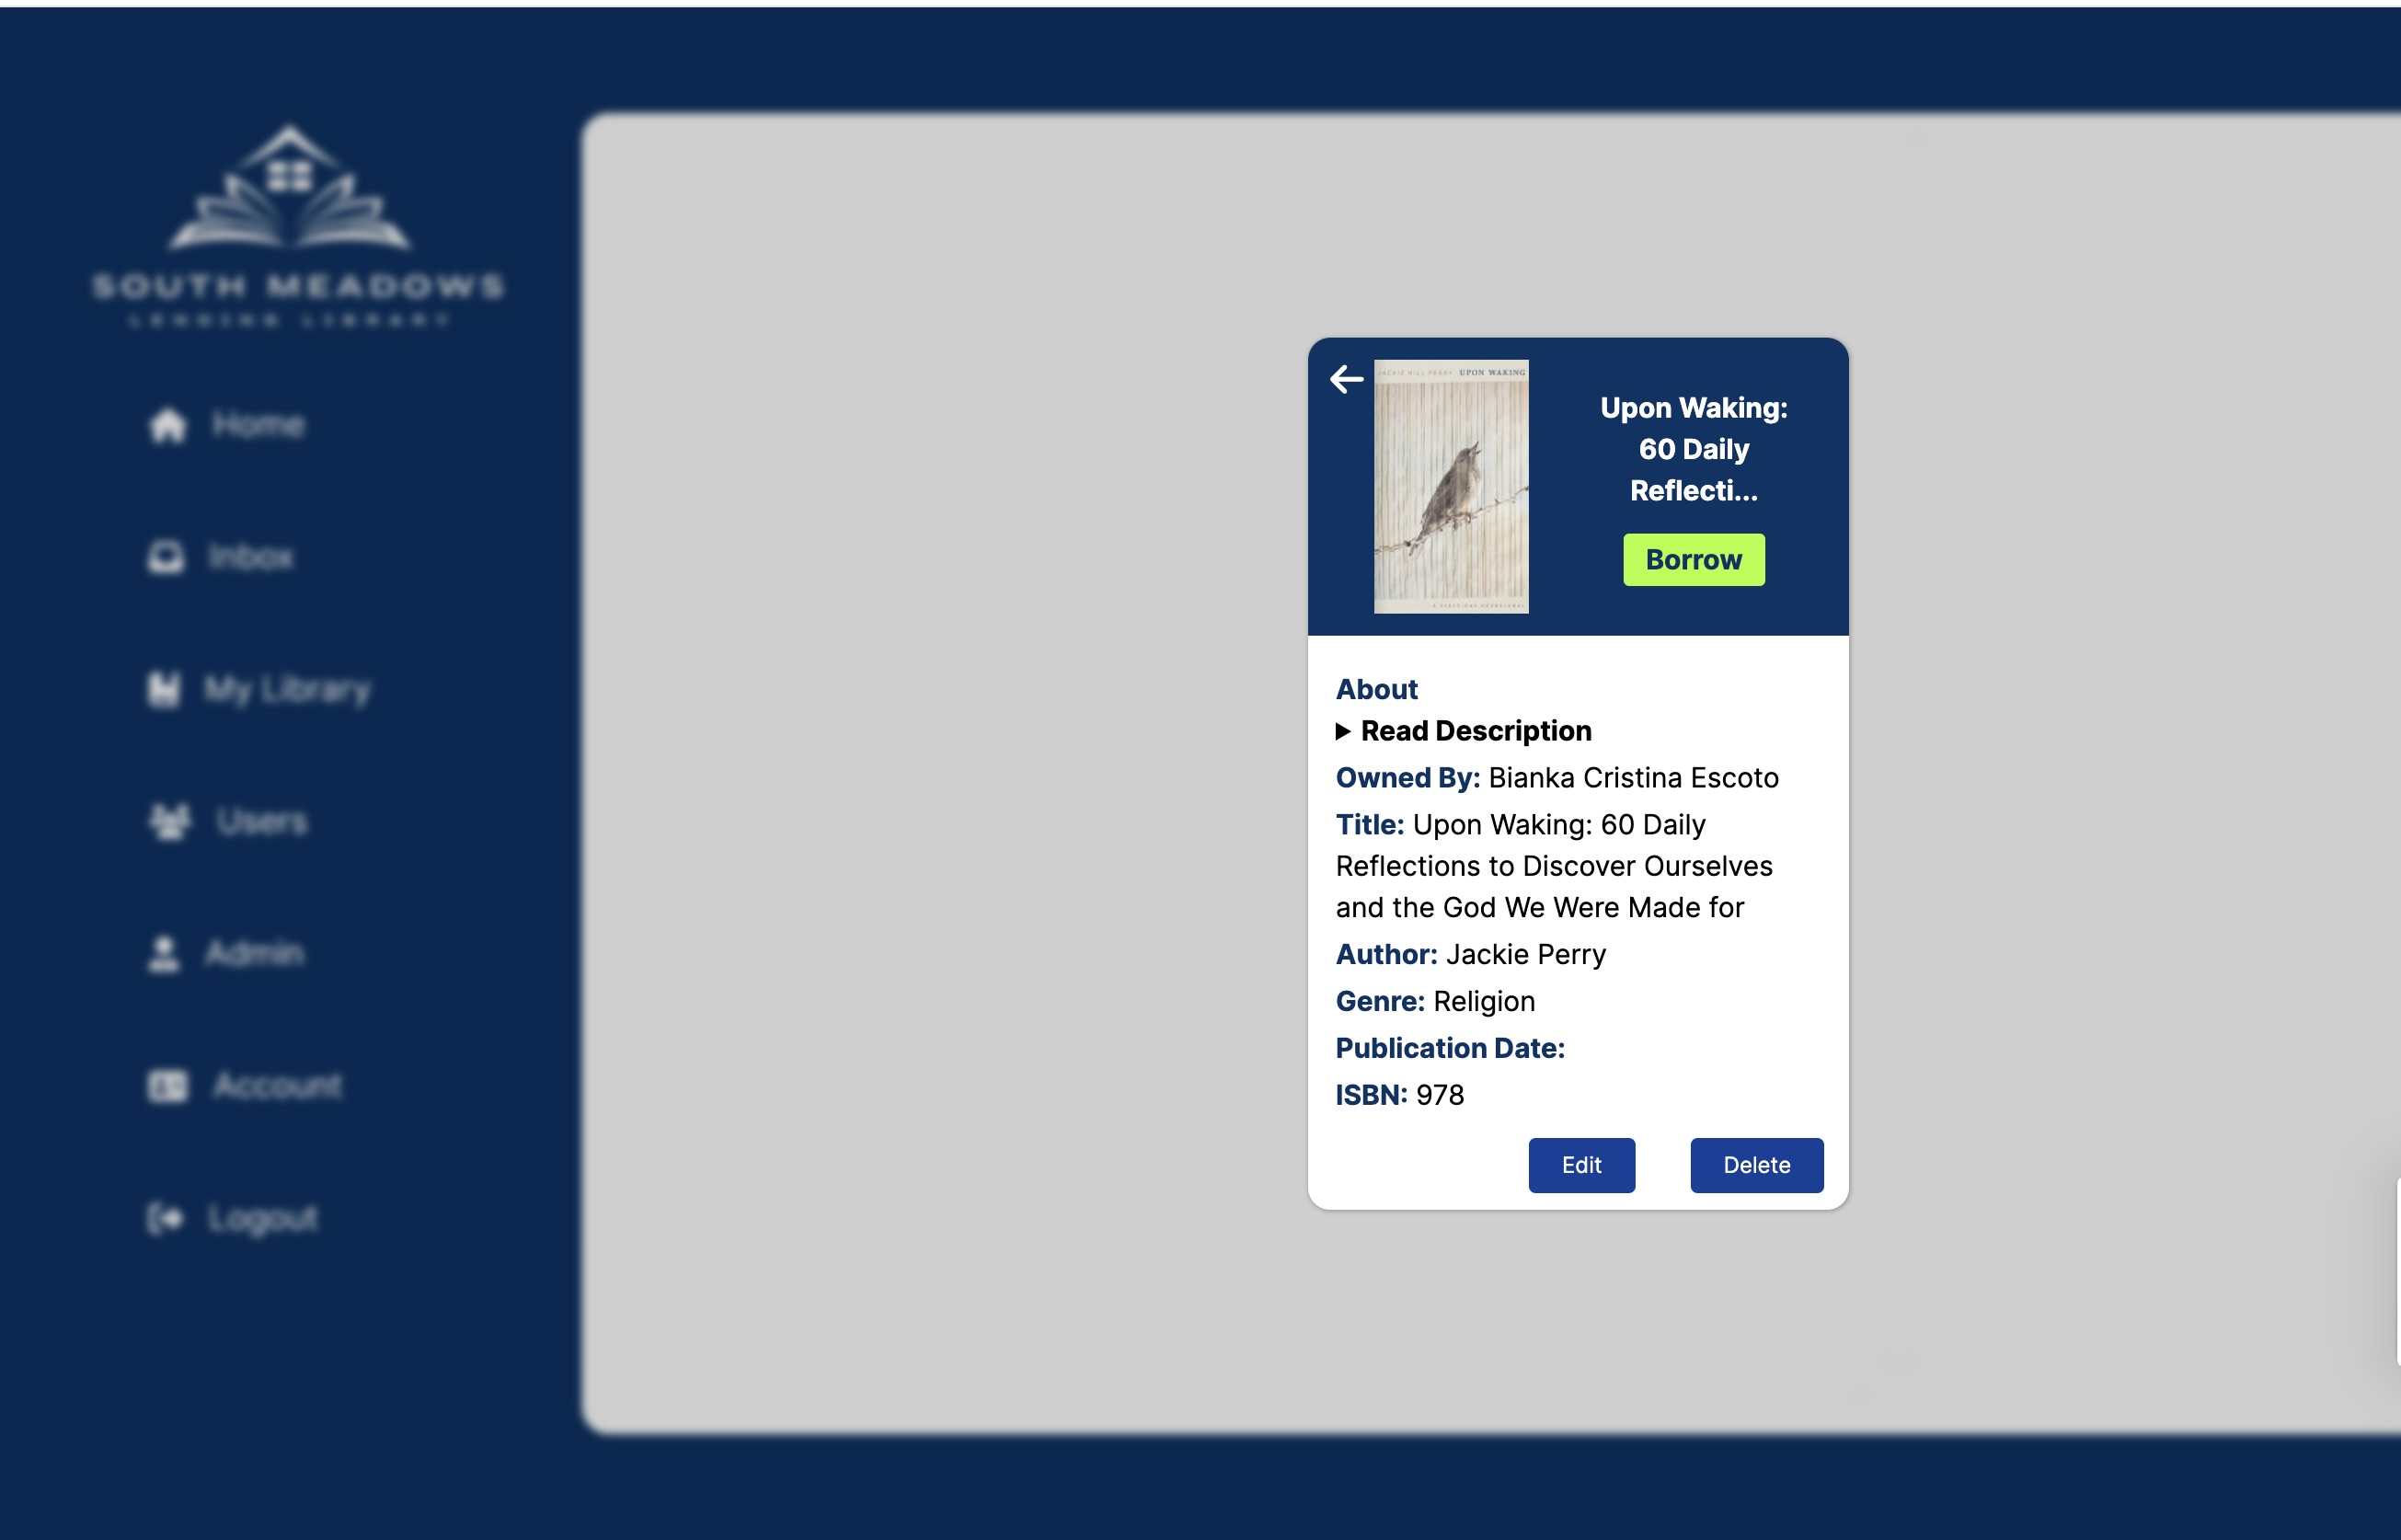 SOUTH MEADOWS
LENDING LIBRARY
Home
Inbox
My Library
Users
Admin
Account
Logout
JACKIE HILL PERRY UPON WAKING
A SIXTY DAY DEVOTIONAL
Upon Waking:
60 Daily
Reflecti...
Borrow
About
Read Description
Owned By: Bianka Cristina Escoto
Title: Upon Waking: 60 Daily
Reflections to Discover Ourselves
and the God We Were Made for
Author: Jackie Perry
Genre: Religion
Publication Date:
ISBN: 978
Edit
Delete